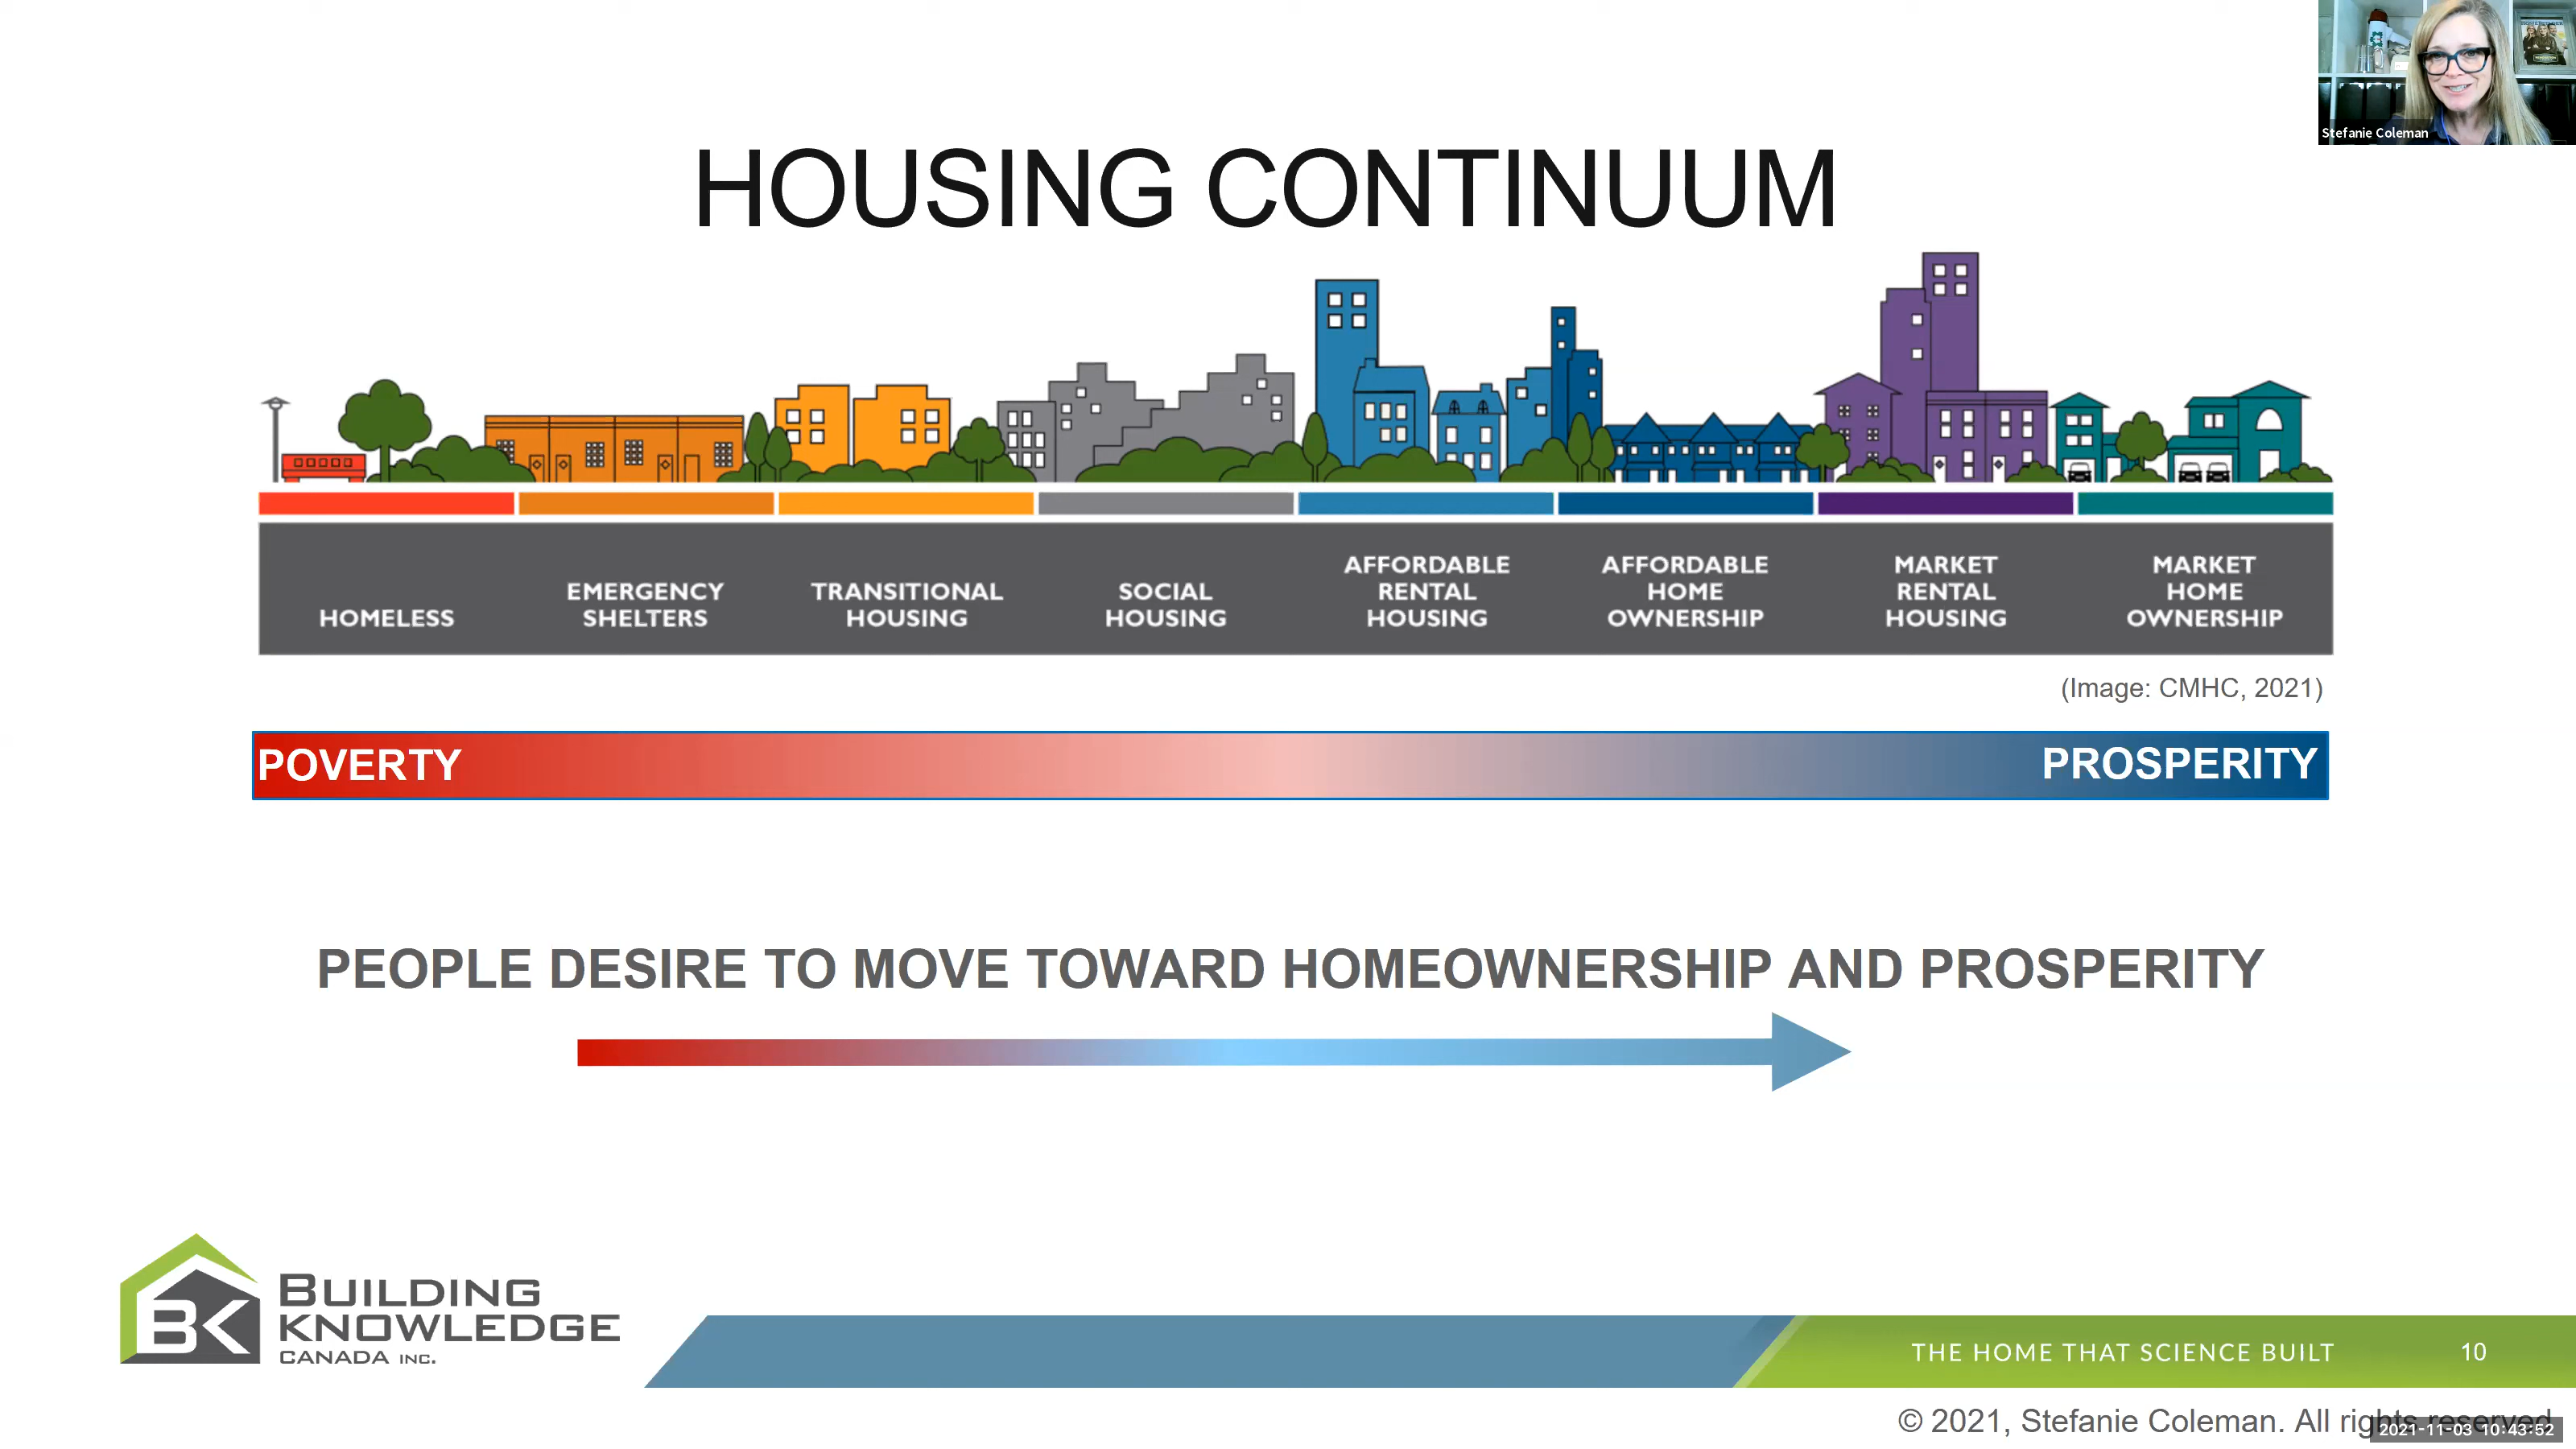 Stefanie Coleman
HOUSING CONTINUUM
HOMELESS
EMERGENCY
SHELTERS
TRANSITIONAL
HOUSING
SOCIAL
HOUSING
AFFORDABLE
RENTAL
HOUSING
AFFORDABLE
HOME
OWNERSHIP
MARKET
RENTAL
HOUSING
MARKET
HOME
OWNERSHIP
(Image: CMHC, 2021)
POVERTY
PROSPERITY
PEOPLE DESIRE TO MOVE TOWARD HOMEOWNERSHIP AND PROSPERITY
BK
BUILDING
KNOWLEDGE
CANADA INC.
THE HOME THAT SCIENCE BUILT
10
© 2021, Stefanie Coleman. All rights reserved
2021-11-03 10:43:52